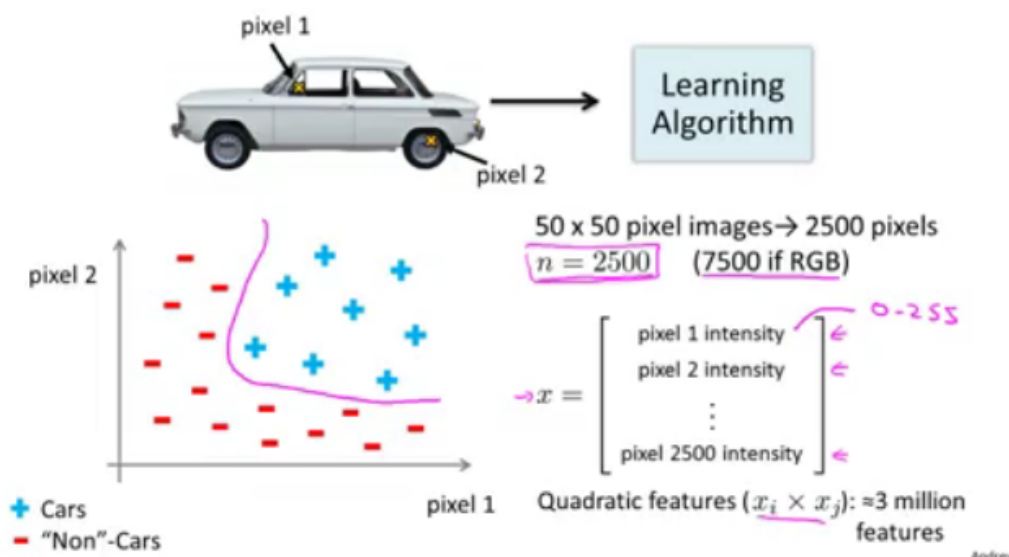 pixel 1
Learning
Algorithm
pixel 2
50 x 50 pixel images→ 2500 pixels
n = 2500 (7500 if RGB)
pixel 2
0-255
pixel 1 intensity
pixel 2 intensity
⋮
pixel 2500 intensity
x =
pixel 1
Quadratic features (xᵢ × xⱼ): ≈3 million
features
+ Cars
- “Non”-Cars
Andrew